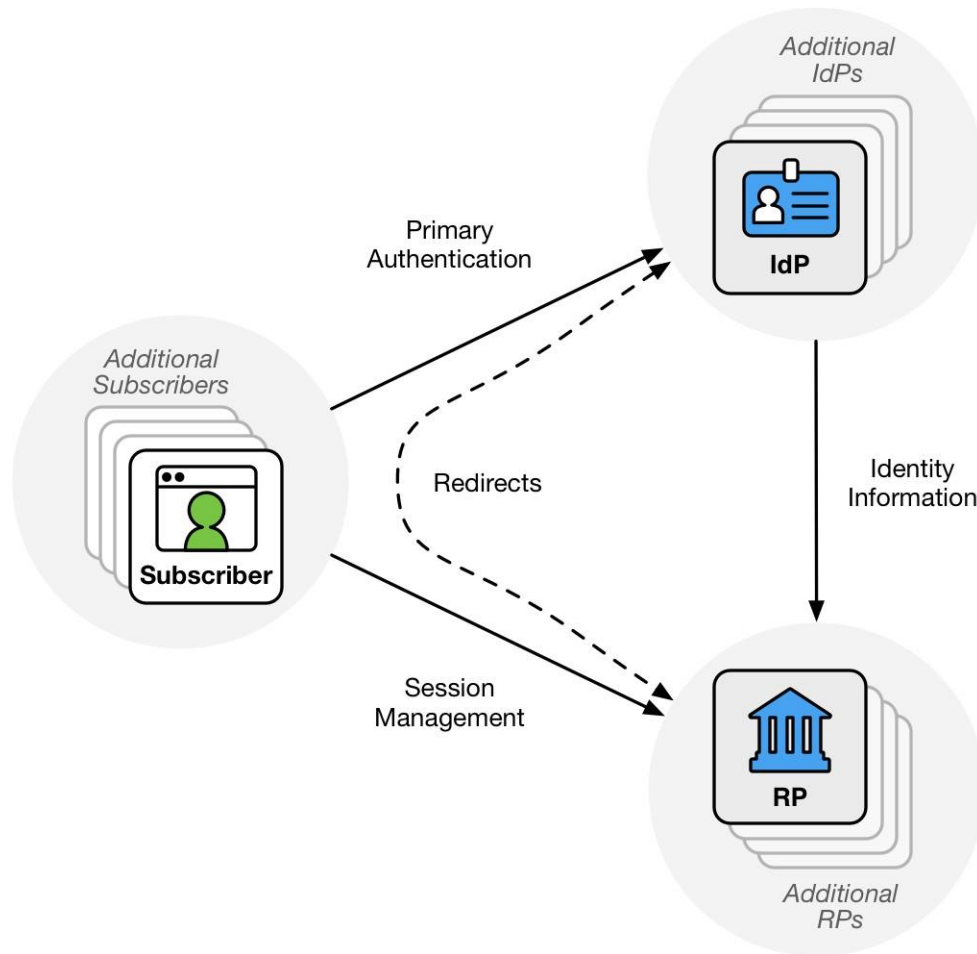 Additional
IdPs
IdP
Primary
Authentication
Additional
Subscribers
Subscriber
Redirects
Identity
Information
Session
Management
RP
Additional
RPs